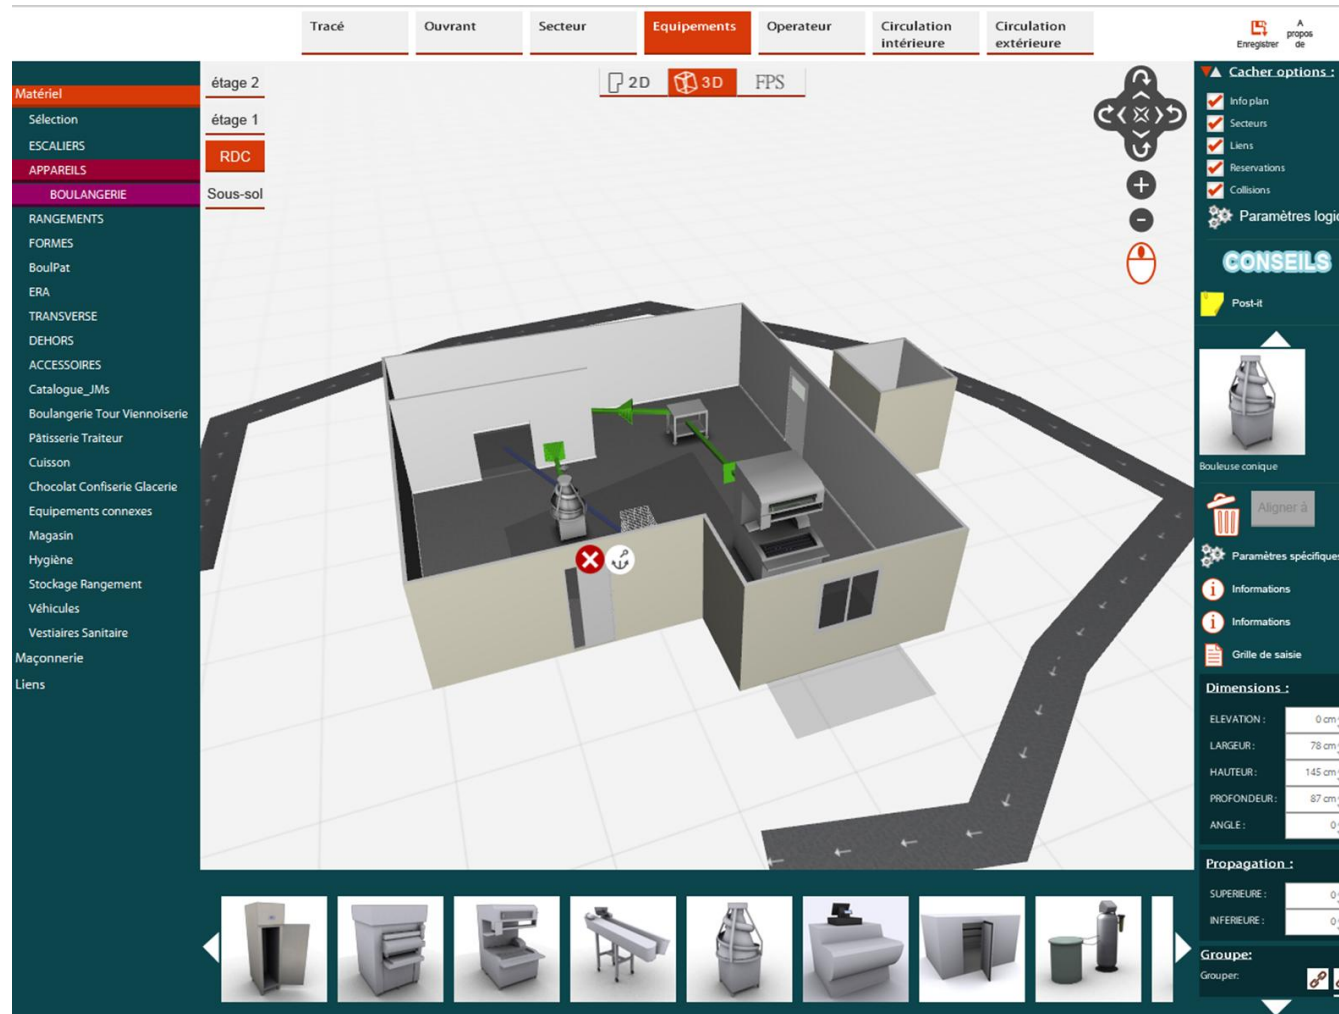 Tracé
Ouvrant
Secteur
Equipements
Operateur
Circulation
intérieure
Circulation
extérieure
Enregistrer
A
propos
de
Matériel
Sélection
ESCALIERS
APPAREILS
BOULANGERIE
RANGEMENTS
FORMES
BoulPat
ERA
TRANSVERSE
DEHORS
ACCESSOIRES
Catalogue_JMs
Boulangerie Tour Viennoiserie
Pâtisserie Traiteur
Cuisson
Chocolat Confiserie Glacerie
Equipements connexes
Magasin
Hygiène
Stockage Rangement
Véhicules
Vestiaires Sanitaire
Maçonnerie
Liens
étage 2
étage 1
RDC
Sous-sol
2D
3D
FPS
Cacher options :
Info plan
Secteurs
Liens
Reservations
Collisions
Paramètres logic
CONSEILS
Post-it
Bouleuse conique
Aligner à
Paramètres spécifiques
Informations
Informations
Grille de saisie
Dimensions :
ELEVATION : 0 cm
LARGEUR : 78 cm
HAUTEUR : 145 cm
PROFONDEUR : 87 cm
ANGLE : 0
Propagation :
SUPERIEURE : 0
INFERIEURE : 0
Groupe:
Grouper: